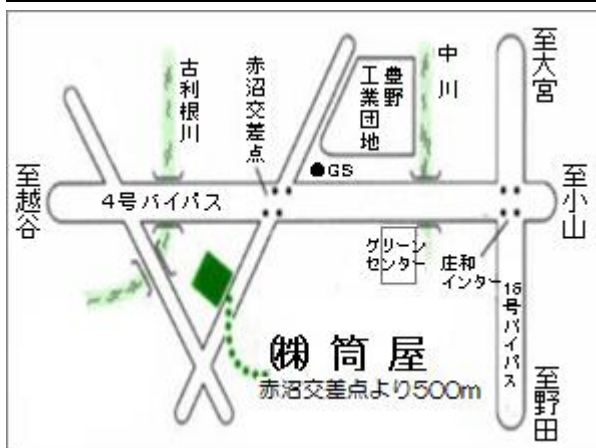 至大宮
中川
豊野
工業団地
赤沼交差点
古利根川
●GS
至越谷
4号バイパス
至小山
グリーン
センター
庄和
インター
16号バイパス
㈱筒屋
赤沼交差点より500m
至野田